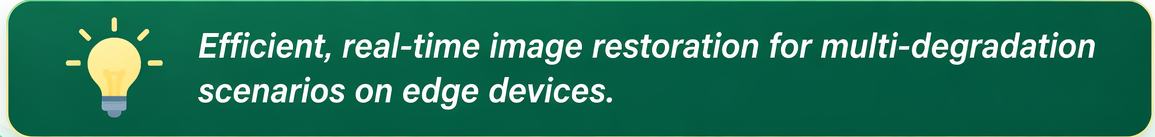 Efficient, real-time image restoration for multi-degradation
scenarios on edge devices.